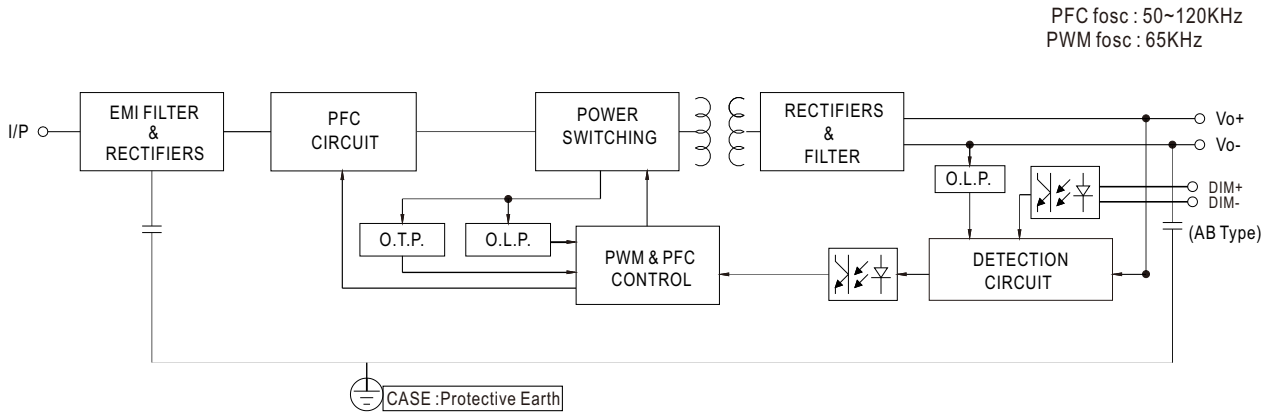 PFC fosc : 50~120KHz
PWM fosc : 65KHz
I/P
EMI FILTER
&
RECTIFIERS
PFC
CIRCUIT
POWER
SWITCHING
RECTIFIERS
&
FILTER
Vo+
Vo-
O.L.P.
DIM+
DIM-
(AB Type)
O.T.P.
O.L.P.
PWM & PFC
CONTROL
DETECTION
CIRCUIT
CASE :Protective Earth